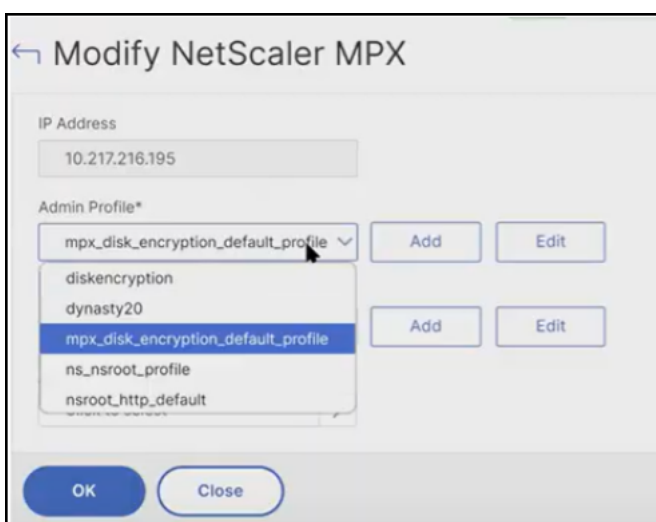 Modify NetScaler MPX
IP Address
10.217.216.195
Admin Profile*
mpx_disk_encryption_default_profile
Add
Edit
diskencryption
dynasty20
mpx_disk_encryption_default_profile
Add
Edit
ns_nsroot_profile
nsroot_http_default
OK
Close